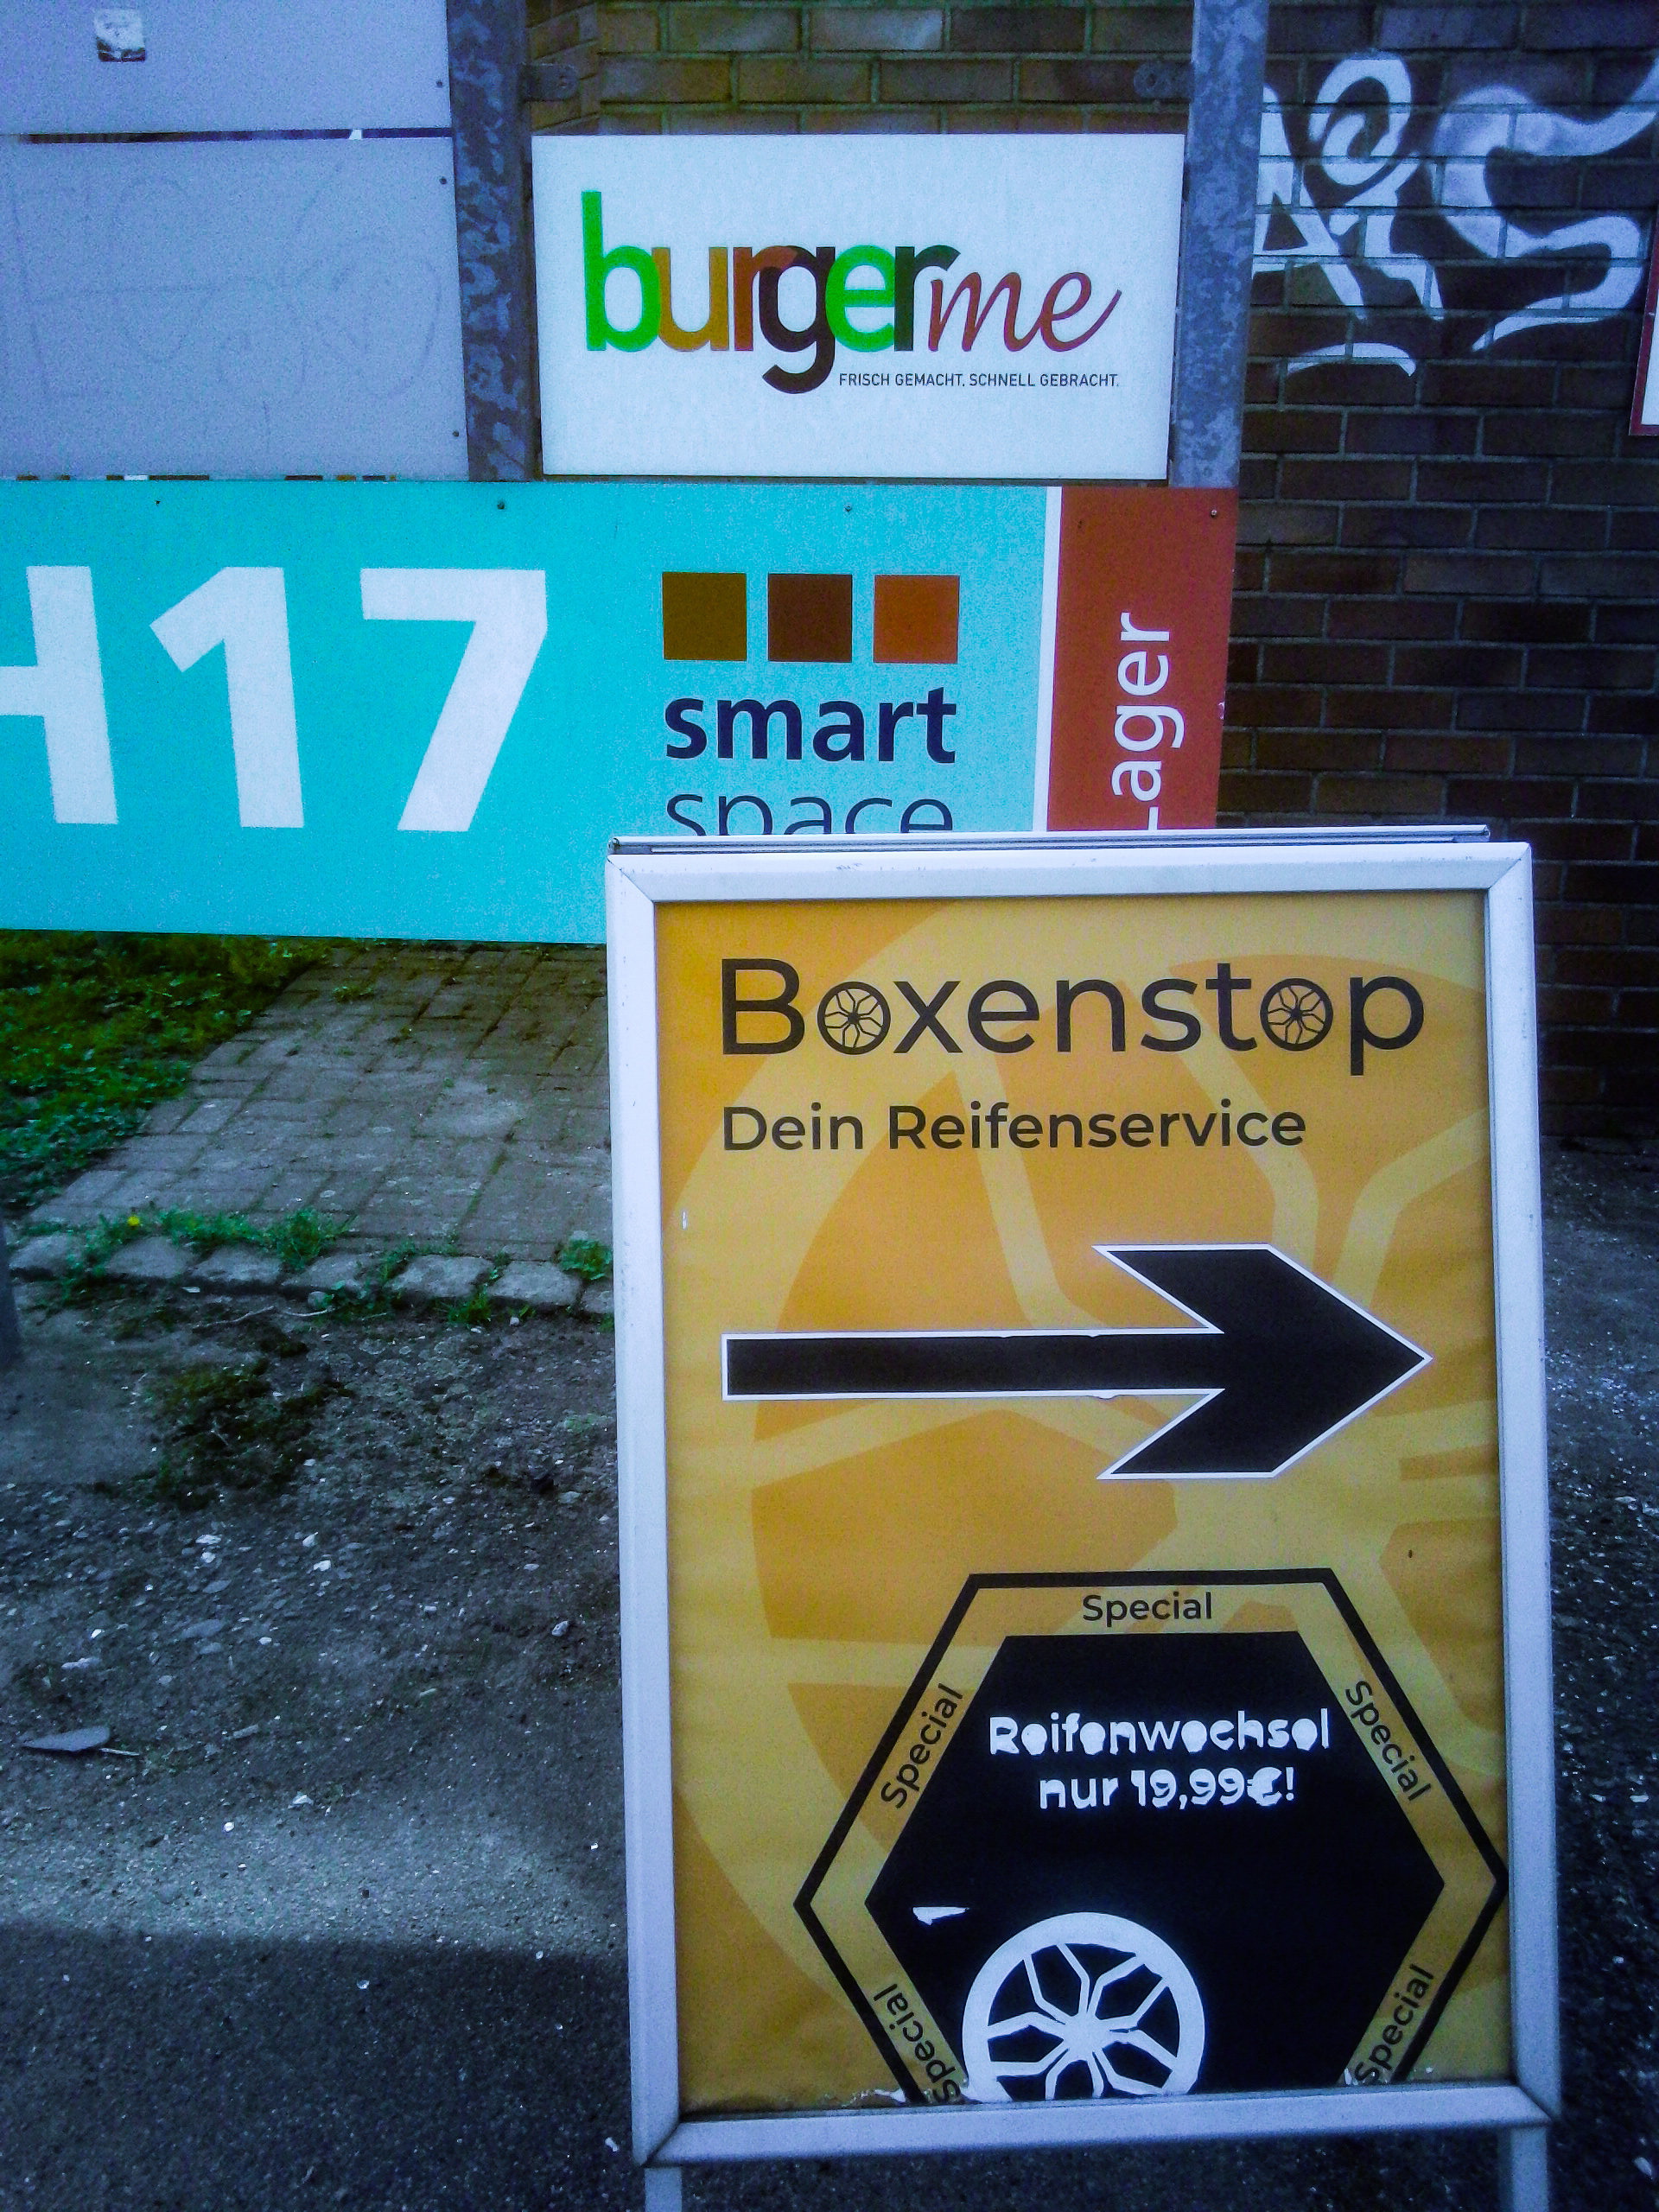 burgerme
FRISCH GEMACHT. SCHNELL GEBRACHT.
H17
smart
space
Lager
Boxenstop
Dein Reifenservice
Special
Special
Special
Reifenwechsel
nur 19,99€!
Special
Special